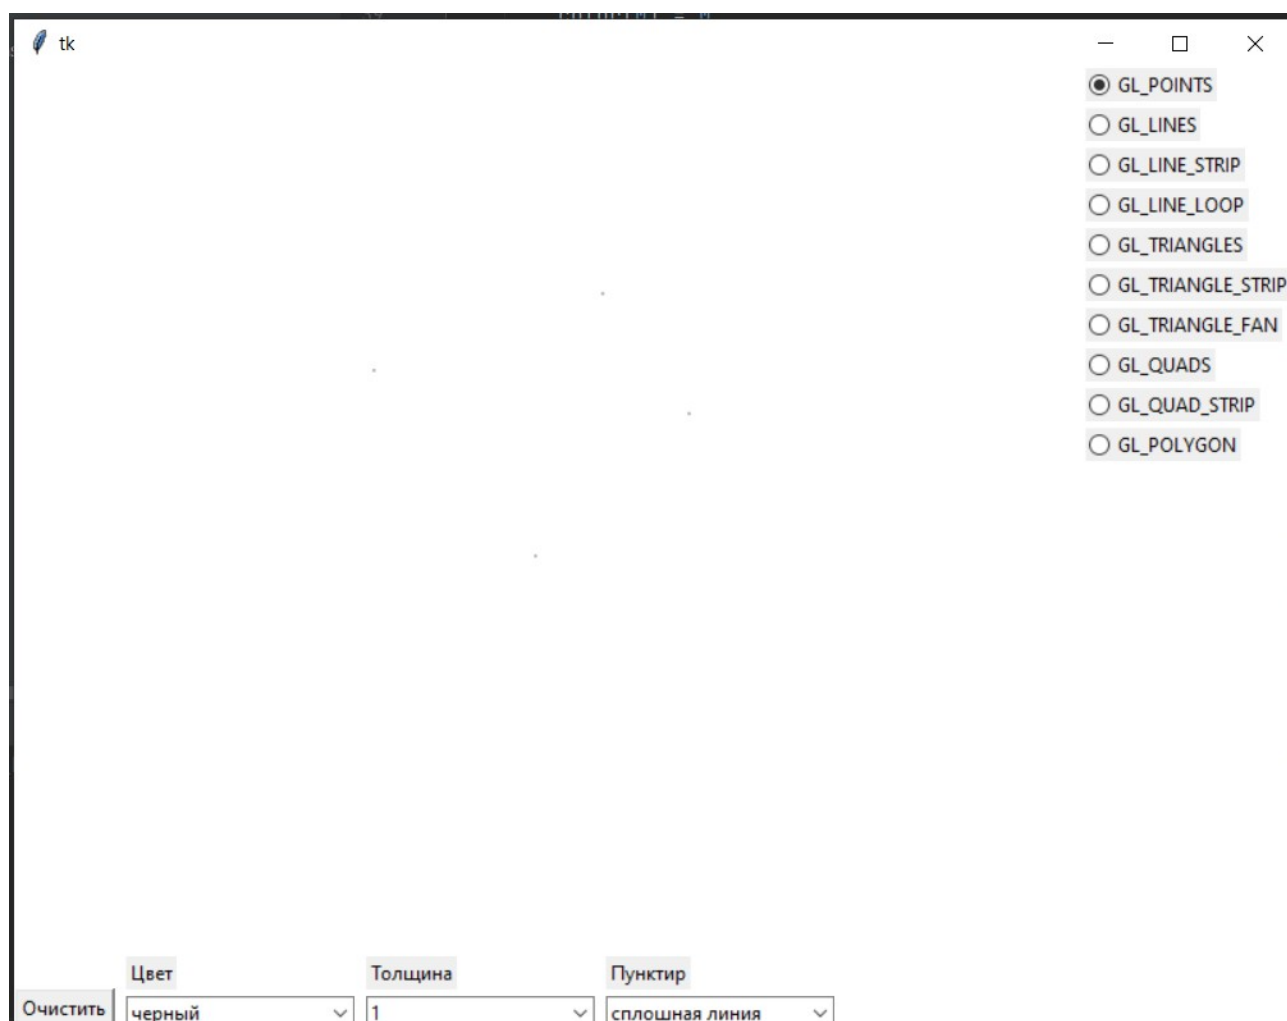 tk
GL_POINTS
GL_LINES
GL_LINE_STRIP
GL_LINE_LOOP
GL_TRIANGLES
GL_TRIANGLE_STRIP
GL_TRIANGLE_FAN
GL_QUADS
GL_QUAD_STRIP
GL_POLYGON
Цвет Толщина Пунктир
Очистить черный 1 сплошная линия